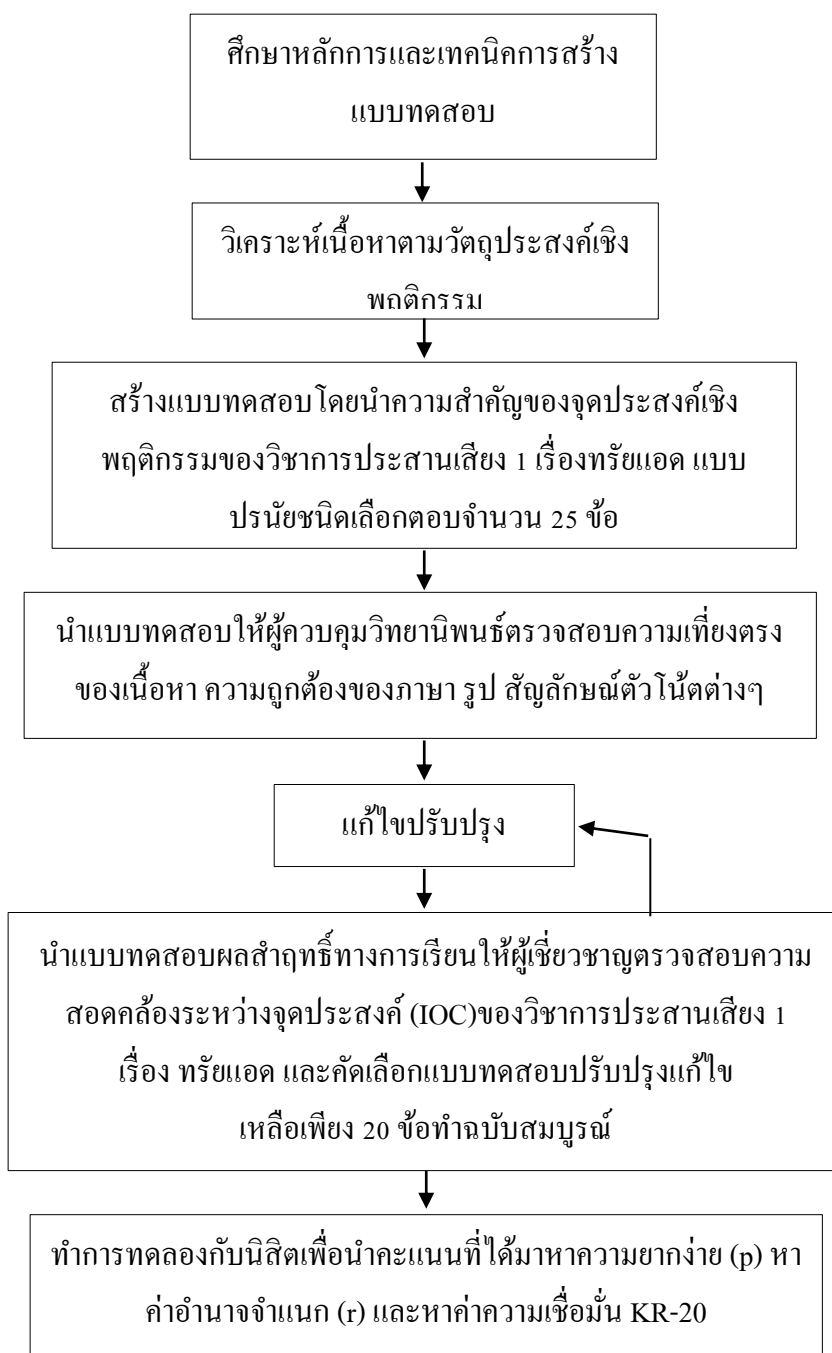 ศึกษาหลักการและเทคนิคการสร้าง
แบบทดสอบ
วิเคราะห์เนื้อหาตามวัตถุประสงค์เชิง
พฤติกรรม
สร้างแบบทดสอบโดยนำความสำคัญของจุดประสงค์เชิง
พฤติกรรมของวิชาการประสานเสียง 1 เรื่องทรัยแอด แบบ
ปรนัยชนิดเลือกตอบจำนวน 25 ข้อ
นำแบบทดสอบให้ผู้ควบคุมวิทยานิพนธ์ตรวจสอบความเที่ยงตรง
ของเนื้อหา ความถูกต้องของภาษา รูป สัญลักษณ์ตัวโน้ตต่างๆ
แก้ไขปรับปรุง
นำแบบทดสอบผลสำฤทธิ์ทางการเรียนให้ผู้เชี่ยวชาญตรวจสอบความ
สอดคล้องระหว่างจุดประสงค์ (IOC)ของวิชาการประสานเสียง 1
เรื่อง ทรัยแอด และคัดเลือกแบบทดสอบปรับปรุงแก้ไข
เหลือเพียง 20 ข้อทำฉบับสมบูรณ์
ทำการทดลองกับนิสิตเพื่อนำคะแนนที่ได้มาหาความยากง่าย (p) หา
ค่าอำนาจจำแนก (r) และหาค่าความเชื่อมั่น KR-20